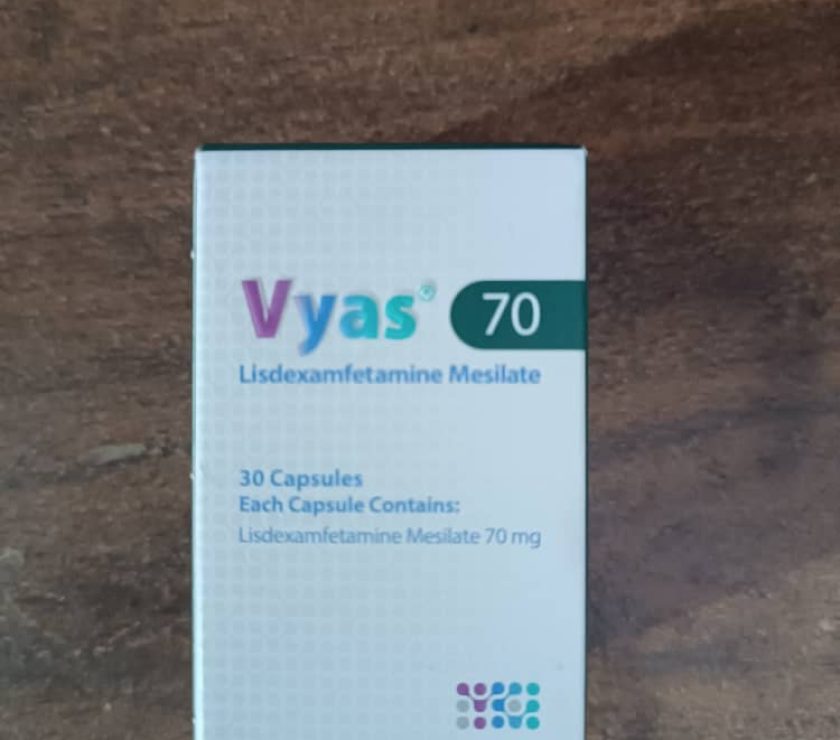 Vyas® 70
Lisdexamfetamine Mesilate
30 Capsules
Each Capsule Contains:
Lisdexamfetamine Mesilate 70 mg